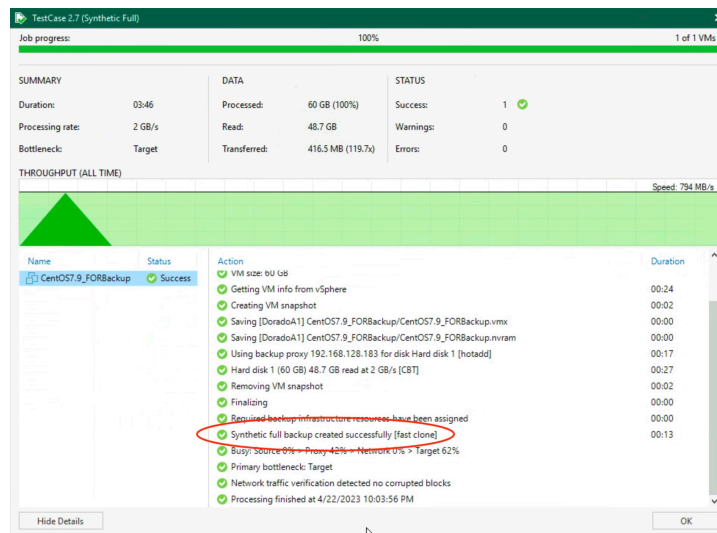 TestCase 2.7 (Synthetic Full)
Job progress: 100% 1 of 1 VMs
SUMMARY DATA STATUS
Duration: 03:46 Processed: 60 GB (100%) Success: 1
Processing rate: 2 GB/s Read: 48.7 GB Warnings: 0
Bottleneck: Target Transferred: 416.5 MB (119.7x) Errors: 0
THROUGHPUT (ALL TIME)
Speed: 794 MB/s
Name Status Action Duration
VM size: 60 GB
CentOS7.9_FORBackup Success
Getting VM info from vSphere 00:24
Creating VM snapshot 00:02
Saving [DoradoA1] CentOS7.9_FORBackup/CentOS7.9_FORBackup.vmx 00:00
Saving [DoradoA1] CentOS7.9_FORBackup/CentOS7.9_FORBackup.nvram 00:00
Using backup proxy 192.168.128.183 for disk Hard disk 1 [hotadd] 00:17
Hard disk 1 (60 GB) 48.7 GB read at 2 GB/s [CBT] 00:27
Removing VM snapshot 00:02
Finalizing 00:00
Required backup infrastructure resources have been assigned 00:00
Synthetic full backup created successfully [fast clone] 00:13
Busy: Source 0% > Proxy 42% > Network 0% > Target 62%
Primary bottleneck: Target
Network traffic verification detected no corrupted blocks
Processing finished at 4/22/2023 10:03:56 PM
Hide Details OK